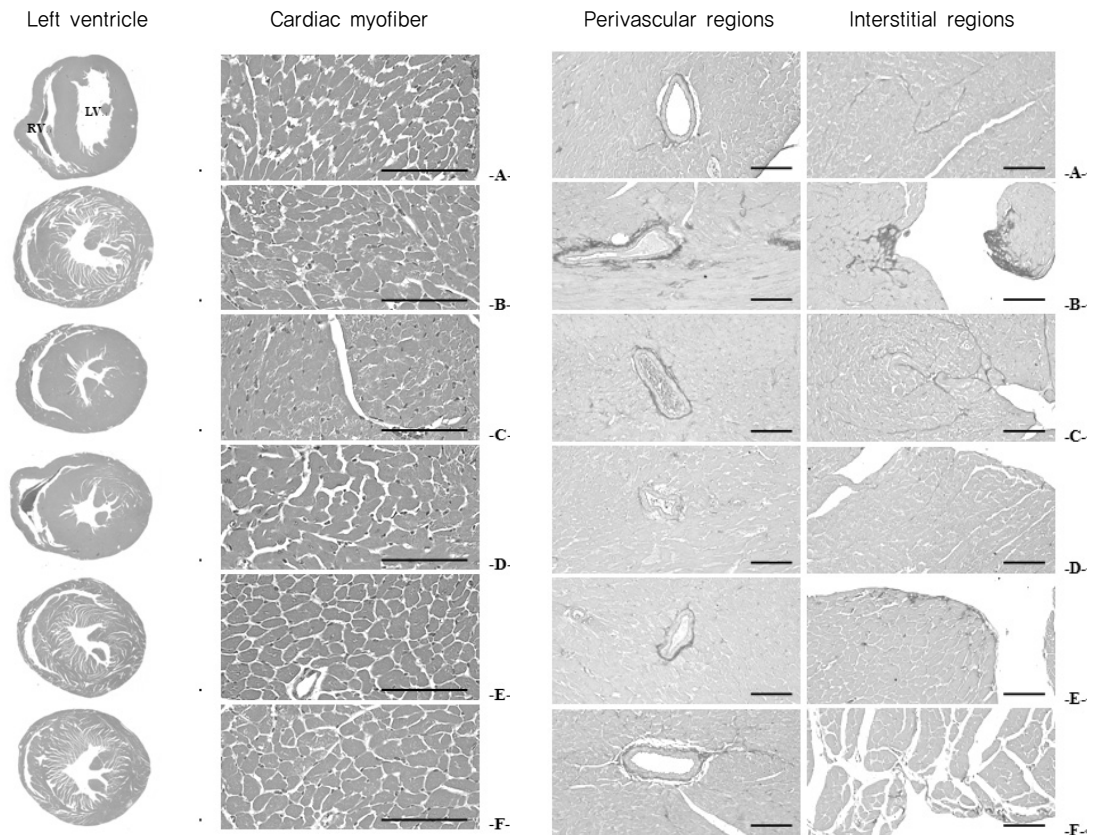 Left ventricle Cardiac myofiber Perivascular regions Interstitial regions
RV LV
-A- -A-
-B- -B-
-C- -C-
-D- -D-
-E- -E-
-F- -F-